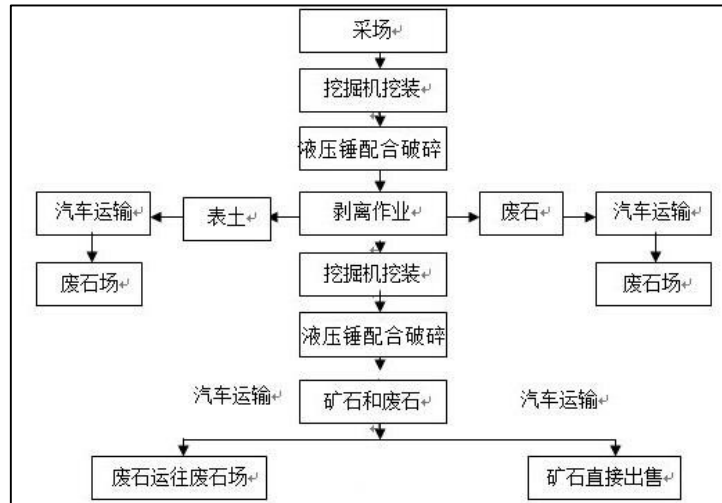 采场
挖掘机挖装
液压锤配合破碎
汽车运输
表土
剥离作业
废石
汽车运输
废石场
挖掘机挖装
废石场
液压锤配合破碎
汽车运输
矿石和废石
汽车运输
废石运往废石场
矿石直接出售